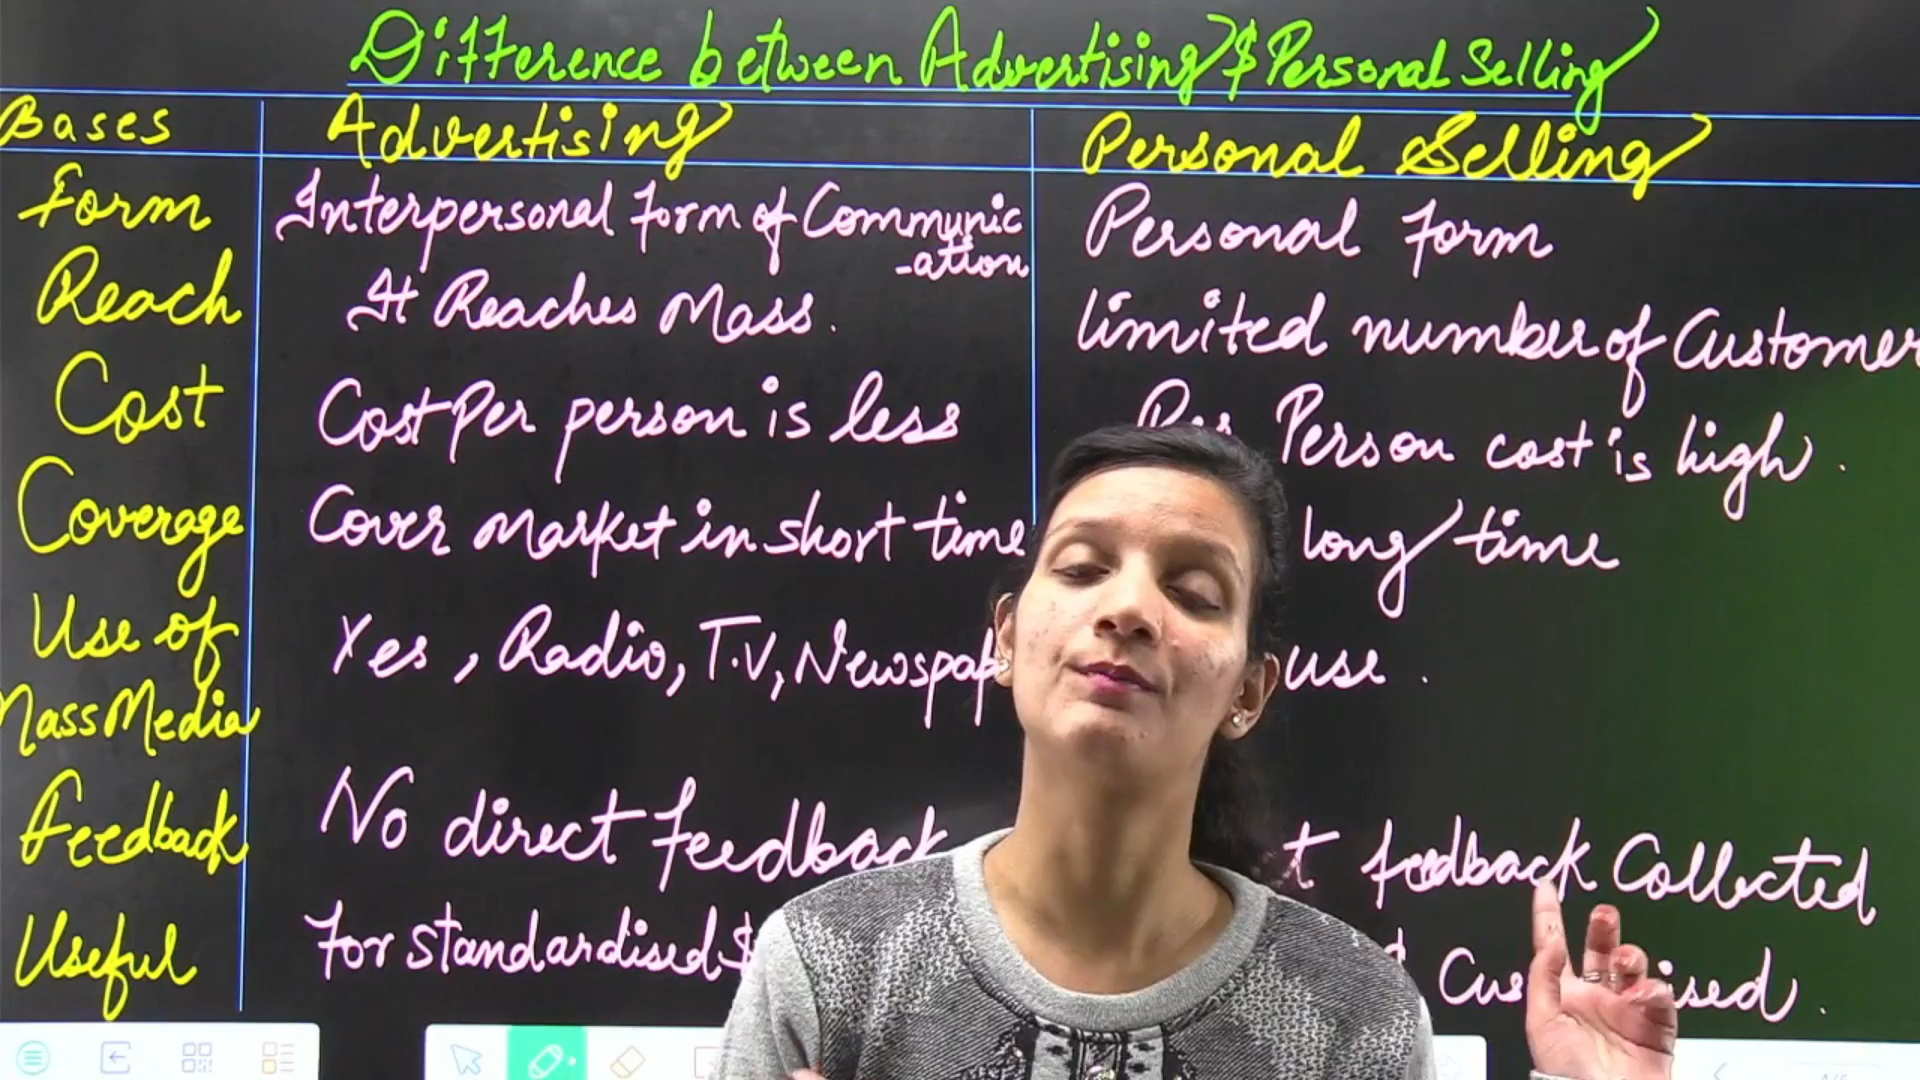 Difference between Advertising & Personal Selling
Bases Advertising Personal Selling
Form Interpersonal Form of Communic-ation Personal Form
Reach It Reaches Mass. limited number of Customer
Cost Cost Per person is less Per Person cost is high.
Coverage Cover Market in short time long time
Use of Mass Media Yes, Radio, T.V, Newspap use.
Feedback No direct feedback feedback Collected
Useful For standardised &